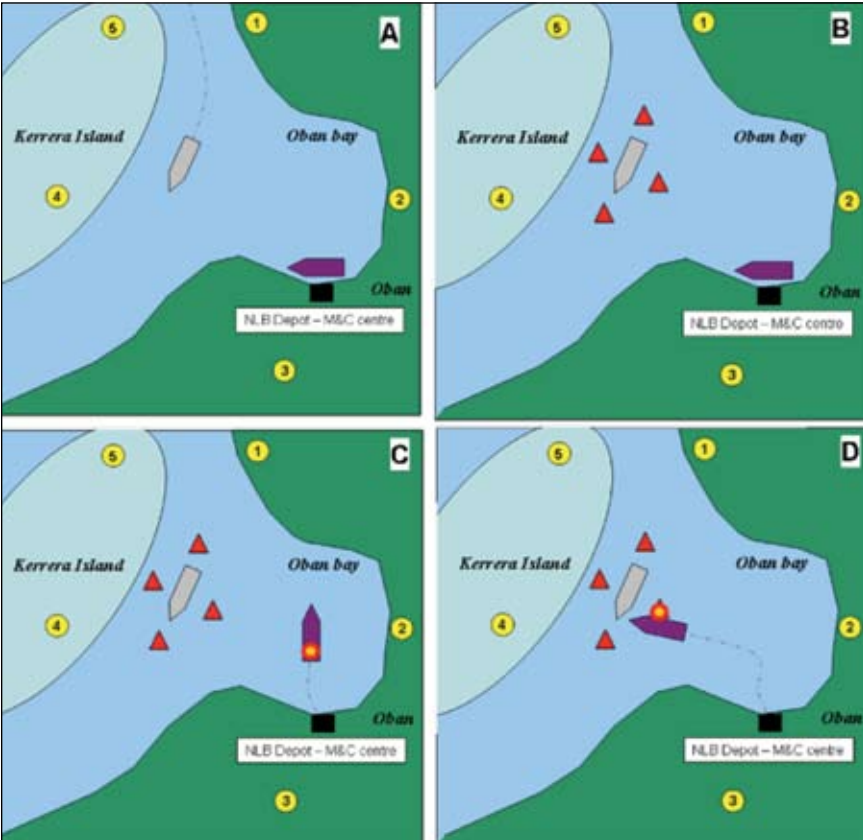 5
1
A
Kerrera Island
Oban bay
4
2
Oban
NLB Depot – M&C centre
3
5
1
B
Kerrera Island
Oban bay
4
2
Oban
NLB Depot – M&C centre
3
5
1
C
Kerrera Island
Oban bay
4
2
Oban
NLB Depot – M&C centre
3
5
1
D
Kerrera Island
Oban bay
4
2
Oban
NLB Depot – M&C centre
3